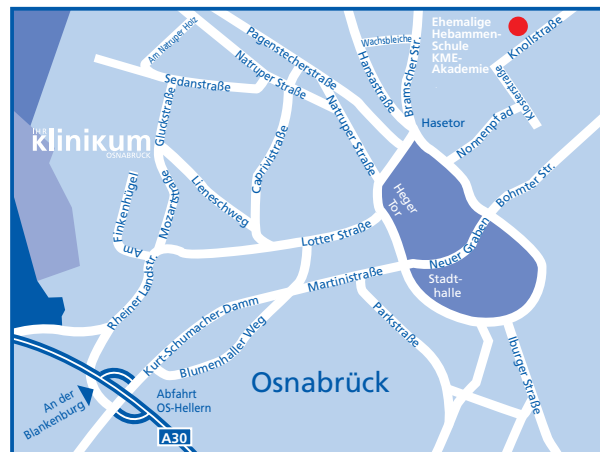 Ehemalige
Hebammen-
Schule
KME-
Akademie
Knollstraße
Klosterstraße
Nonnenpfad
Wachsbleiche
Bramscher Str.
Hansastraße
Pagenstecherstraße
Am Natruper Holz
Natruper Straße
Sedanstraße
Hasetor
DER
Klinikum
OSNABRÜCK
Gluckstraße
Caprivistraße
Natruper Straße
Bohmter Str.
Lieneschweg
Mozartstraße
Am Finkenhügel
Heger
Tor
Lotter Straße
Neuer Graben
Rheiner Landstr.
Martinistraße
Stadt-
halle
Kurt-Schumacher-Damm
Blumenhaller Weg
Parkstraße
Iburger Straße
Osnabrück
An der
Blankenburg
Abfahrt
OS-Hellern
A30